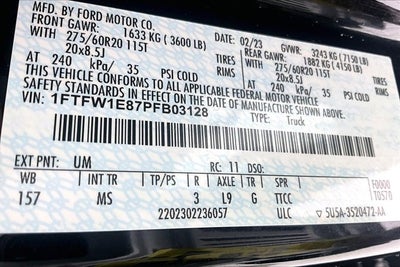 MFD. BY FORD MOTOR CO.
02/23 GVWR: 3243 KG (7150 LB)
FRONT GAWR: 1633 KG (3600 LB) REAR GAWR: 1882 KG (4150 LB)
WITH 275/60R20 115T TIRES WITH 275/60R20 115T TIRES
20x8.5J RIMS 20x8.5J RIMS
AT 240 kPa/ 35 PSI COLD AT 240 kPa/ 35 PSI COLD
THIS VEHICLE CONFORMS TO ALL APPLICABLE FEDERAL MOTOR VEHICLE
SAFETY STANDARDS IN EFFECT ON THE DATE OF MANUFACTURE SHOWN ABOVE.
VIN: 1FTFW1E87PFB03128 TYPE: Truck
EXT PNT: UM RC: 11 DSO:
WB INT TR TP/PS R AXLE TR SPR F0000
157 MS 3 L9 G TTCC T0578
2202302236057 ULC 5U5A-3520472-AA